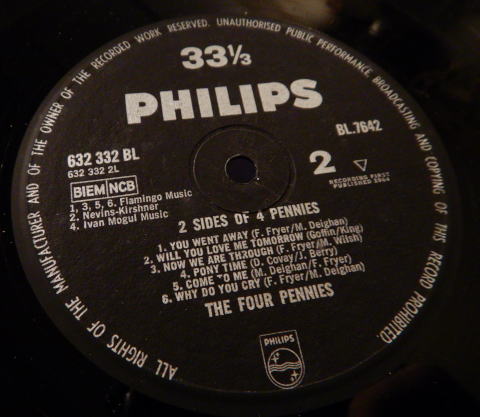 ALL RIGHTS OF THE MANUFACTURER AND OF THE OWNER OF THE RECORDED WORK RESERVED. UNAUTHORISED PUBLIC PERFORMANCE, BROADCASTING AND COPYING OF THIS RECORD PROHIBITED.
33⅓
PHILIPS
632 332 BL
632 332 2L
BL.7642
2
BIEM NCB
RECORDING FIRST
PUBLISHED 1964
1, 3, 5, 6. Flamingo Music
2. Nevins-Kirshner
4. Ivan Mogul Music
2 SIDES OF 4 PENNIES
1. YOU WENT AWAY (F. Fryer/M. Deighan)
2. WILL YOU LOVE ME TOMORROW (Goffin/King)
3. NOW WE ARE THROUGH (F. Fryer/M. Wilsh)
4. PONY TIME (D. Covay/J. Berry)
5. COME TO ME (M. Deighan/F. Fryer)
6. WHY DO YOU CRY (F. Fryer/M. Deighan)
THE FOUR PENNIES
PHILIPS